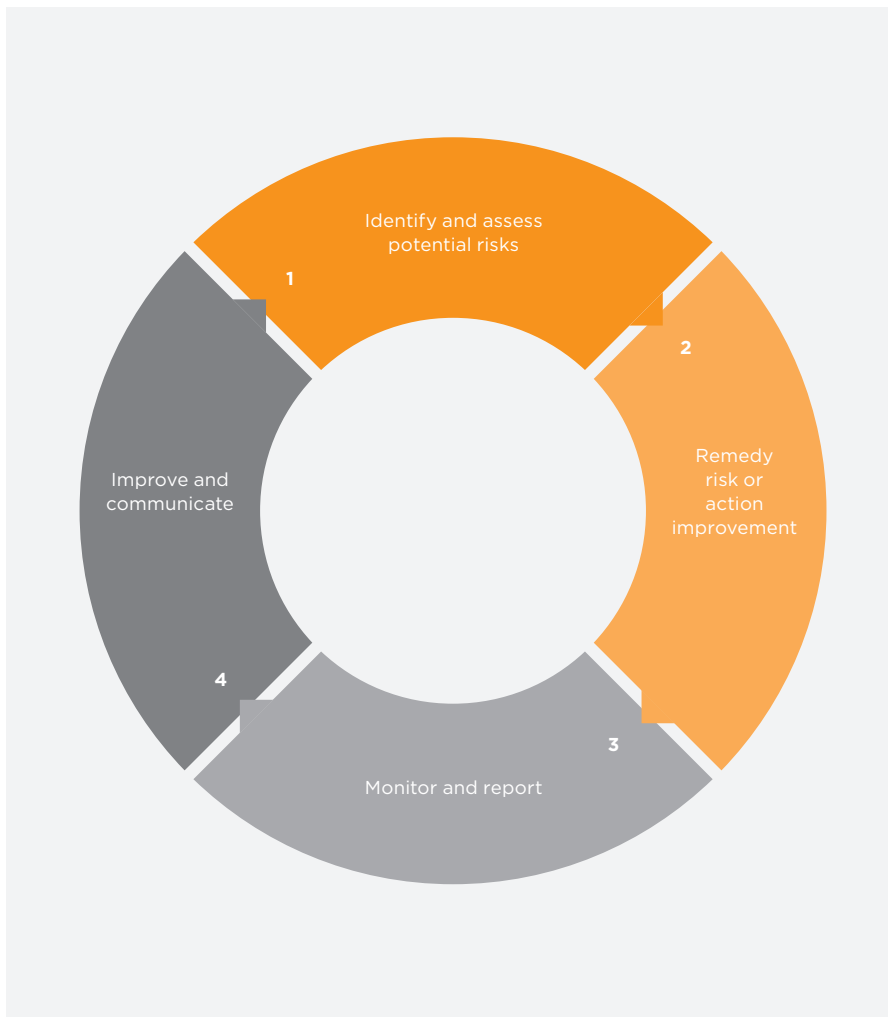 1
Identify and assess
potential risks
2
Remedy
risk or
action
improvement
3
Monitor and report
4
Improve and
communicate